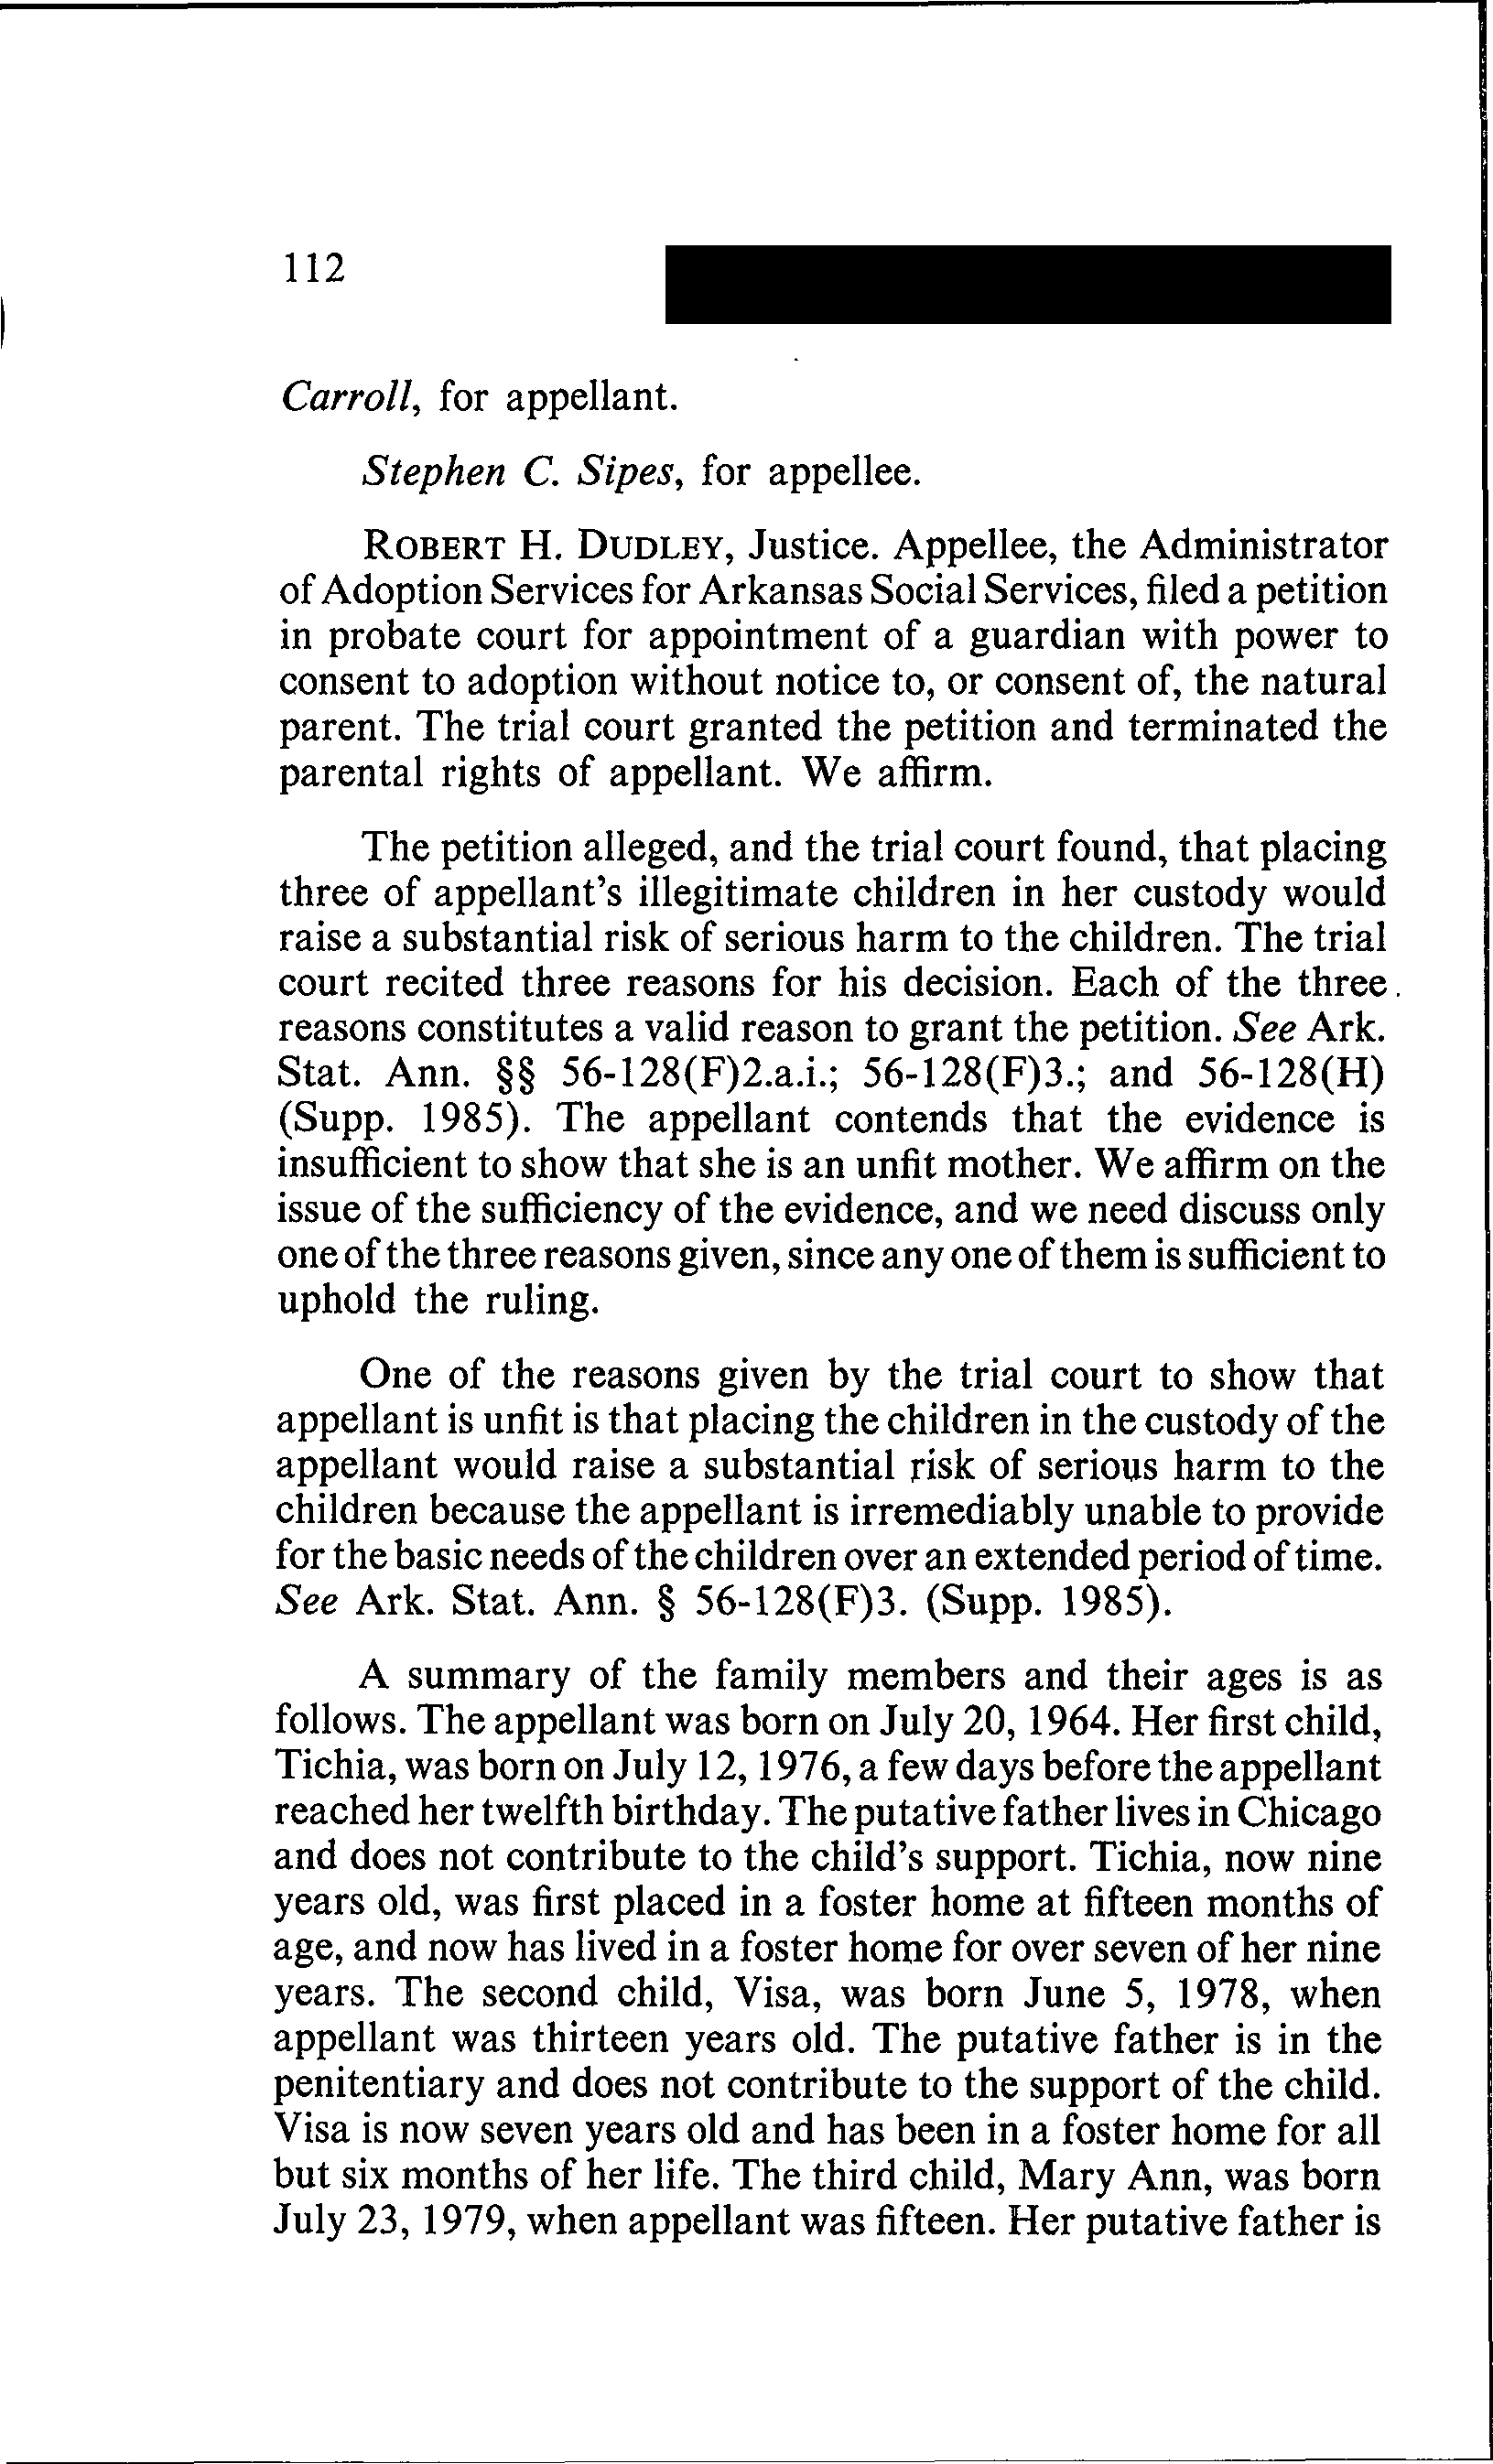 112
Carroll, for appellant.
Stephen C. Sipes, for appellee.
ROBERT H. DUDLEY, Justice. Appellee, the Administrator
of Adoption Services for Arkansas Social Services, filed a petition
in probate court for appointment of a guardian with power to
consent to adoption without notice to, or consent of, the natural
parent. The trial court granted the petition and terminated the
parental rights of appellant. We affirm.
The petition alleged, and the trial court found, that placing
three of appellant's illegitimate children in her custody would
raise a substantial risk of serious harm to the children. The trial
court recited three reasons for his decision. Each of the three
reasons constitutes a valid reason to grant the petition. See Ark.
Stat. Ann. §§ 56-128(F)2.a.i.; 56-128(F)3.; and 56-128(H)
(Supp. 1985). The appellant contends that the evidence is
insufficient to show that she is an unfit mother. We affirm on the
issue of the sufficiency of the evidence, and we need discuss only
one of the three reasons given, since any one of them is sufficient to
uphold the ruling.
One of the reasons given by the trial court to show that
appellant is unfit is that placing the children in the custody of the
appellant would raise a substantial risk of serious harm to the
children because the appellant is irremediably unable to provide
for the basic needs of the children over an extended period of time.
See Ark. Stat. Ann. § 56-128(F)3. (Supp. 1985).
A summary of the family members and their ages is as
follows. The appellant was born on July 20, 1964. Her first child,
Tichia, was born on July 12, 1976, a few days before the appellant
reached her twelfth birthday. The putative father lives in Chicago
and does not contribute to the child's support. Tichia, now nine
years old, was first placed in a foster home at fifteen months of
age, and now has lived in a foster home for over seven of her nine
years. The second child, Visa, was born June 5, 1978, when
appellant was thirteen years old. The putative father is in the
penitentiary and does not contribute to the support of the child.
Visa is now seven years old and has been in a foster home for all
but six months of her life. The third child, Mary Ann, was born
July 23, 1979, when appellant was fifteen. Her putative father is